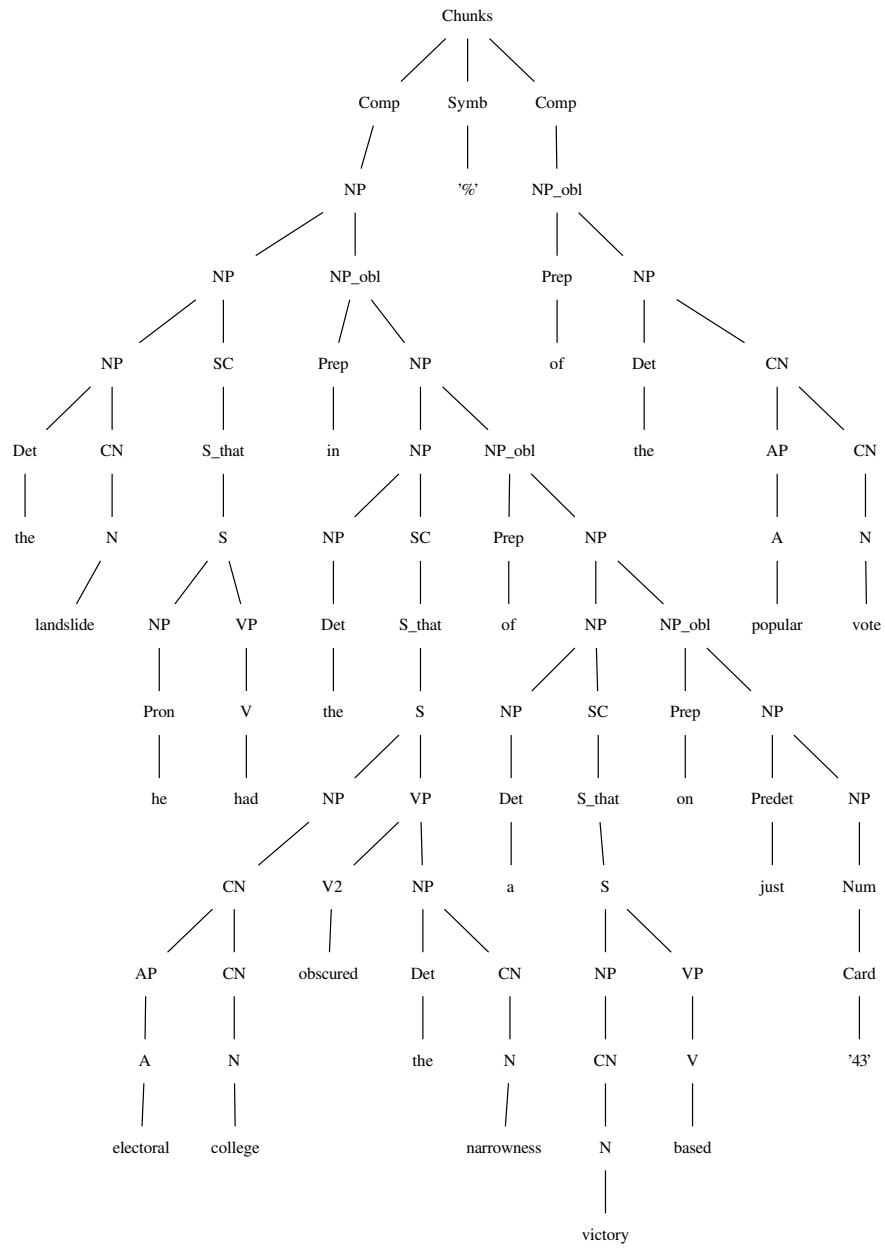 Chunks
Comp Symb Comp
NP '%' NP_obl
NP NP_obl Prep NP
NP SC Prep NP of Det CN
Det CN S_that in NP NP_obl the AP CN
the N S NP SC Prep NP A N
landslide NP VP Det S_that of NP NP_obl popular vote
Pron V the S NP SC Prep NP
he had NP VP Det S_that on Predet NP
CN V2 NP a S just Num
AP CN obscured Det CN NP VP Card
A N the N CN V '43'
electoral college narrowness N based
victory